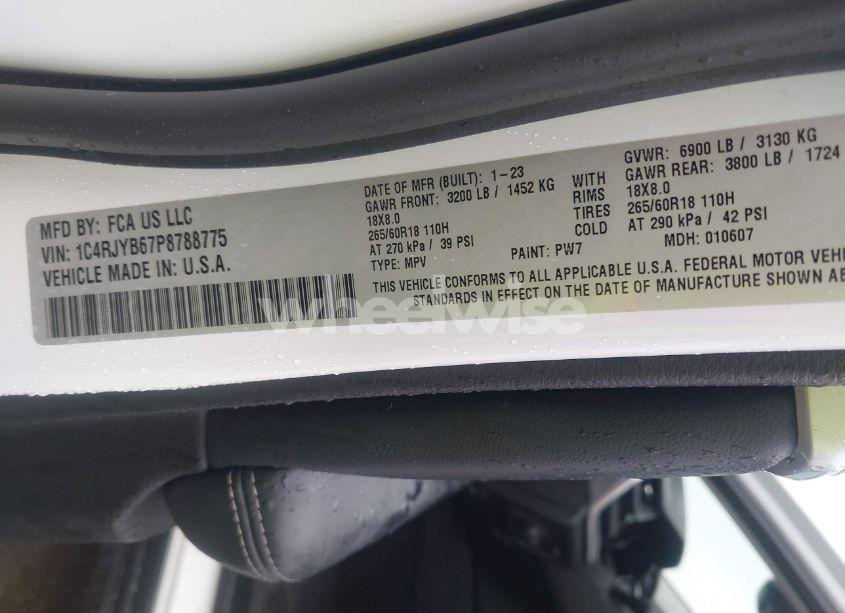 MFD BY: FCA US LLC
VIN: 1C4RJYB67P8788775
VEHICLE MADE IN: U.S.A.
DATE OF MFR (BUILT): 1-23
GAWR FRONT: 3200 LB / 1452 KG
18X8.0
265/60R18 110H
AT 270 kPa / 39 PSI
TYPE: MPV
PAINT: PW7
WITH
RIMS
TIRES
COLD
GVWR: 6900 LB / 3130 KG
GAWR REAR: 3800 LB / 1724
18X8.0
265/60R18 110H
AT 290 kPa / 42 PSI
MDH: 010607
THIS VEHICLE CONFORMS TO ALL APPLICABLE U.S.A. FEDERAL MOTOR VEHI
STANDARDS IN EFFECT ON THE DATE OF MANUFACTURE SHOWN AB
wheelwise